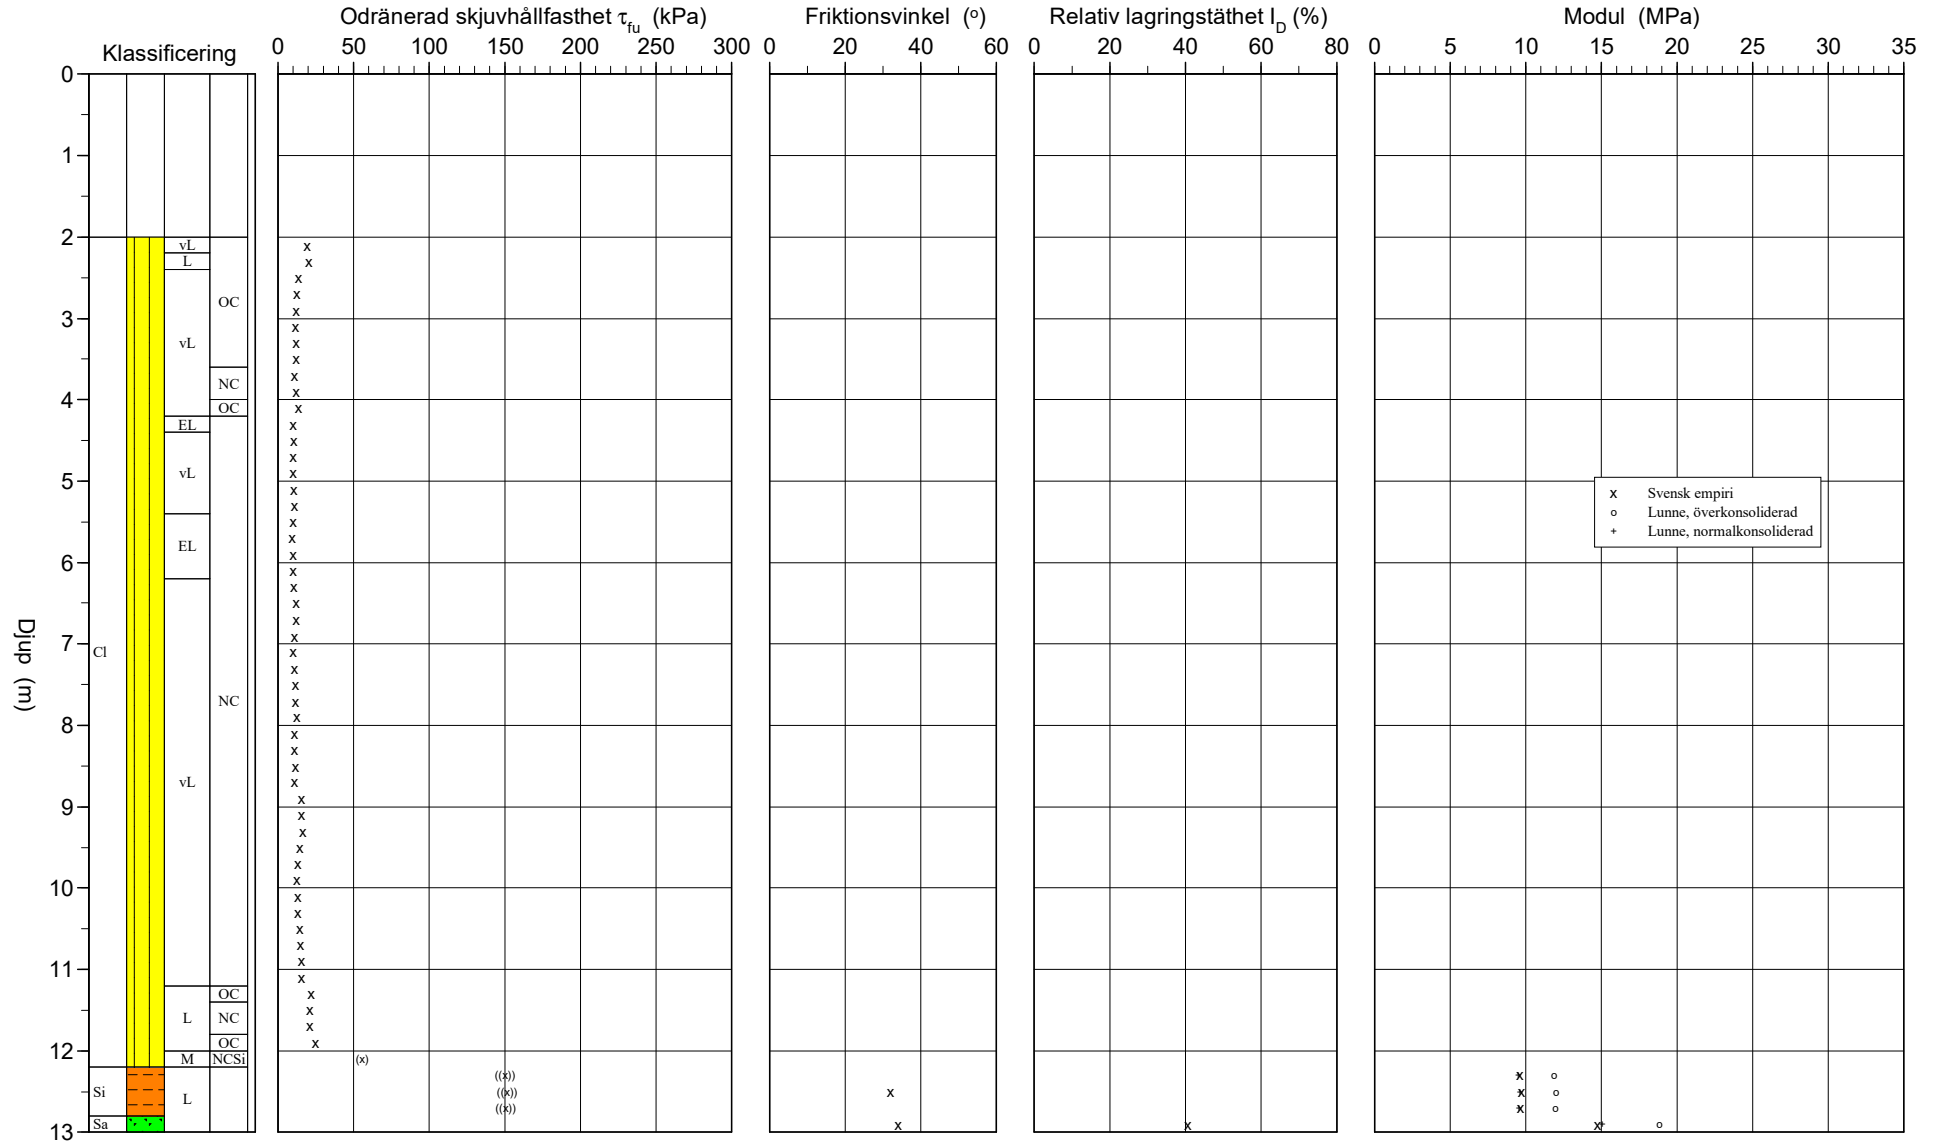 Odränerad skjuvhållfasthet τfu (kPa)
Friktionsvinkel (o)
Relativ lagringstäthet ID (%)
Modul (MPa)
Klassificering
0 50 100 150 200 250 300
0 20 40 60
0 20 40 60 80
0 5 10 15 20 25 30 35
Djup (m)
0
1
2
3
4
5
6
7
8
9
10
11
12
13
Cl
Si
Sa
vL
L
vL
EL
vL
EL
vL
L
M
L
OC
NC
OC
NC
OC
NC
OC
NCSi
x Svensk empiri
o Lunne, överkonsoliderad
+ Lunne, normalkonsoliderad
(x)
((x))
((x))
((x))